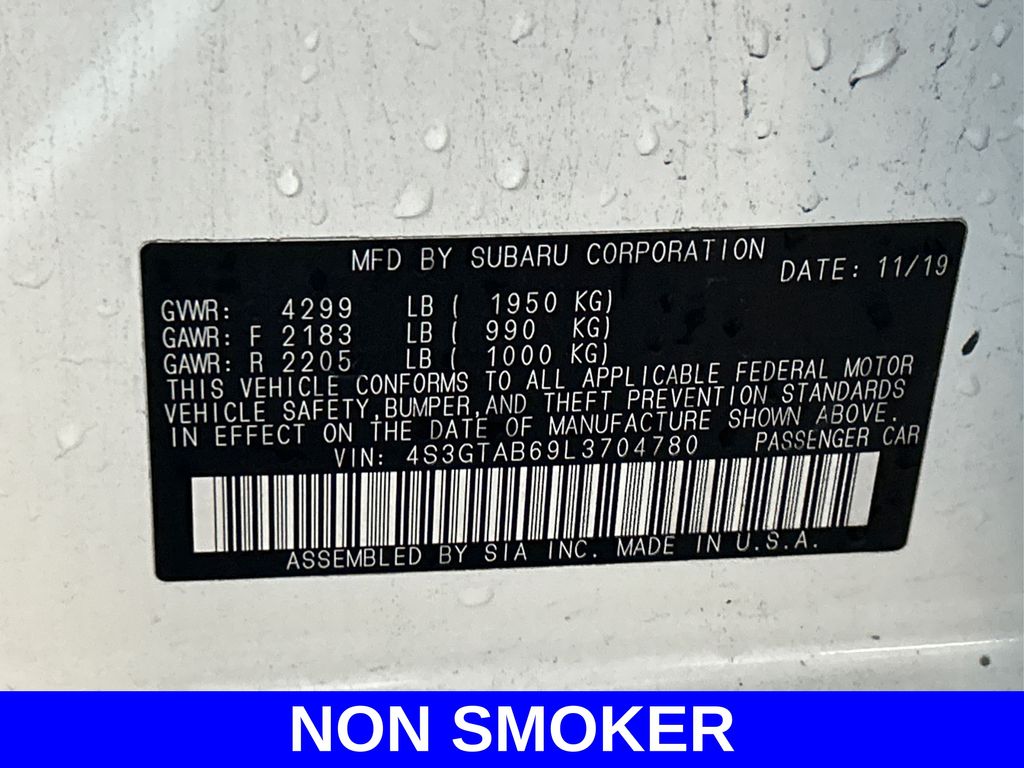 MFD BY SUBARU CORPORATION
DATE: 11/19
GVWR: 4299 LB ( 1950 KG)
GAWR: F 2183 LB ( 990 KG)
GAWR: R 2205 LB ( 1000 KG)
THIS VEHICLE CONFORMS TO ALL APPLICABLE FEDERAL MOTOR
VEHICLE SAFETY,BUMPER,AND THEFT PREVENTION STANDARDS
IN EFFECT ON THE DATE OF MANUFACTURE SHOWN ABOVE.
VIN: 4S3GTAB69L3704780 PASSENGER CAR
ASSEMBLED BY SIA INC. MADE IN U.S.A.
NON SMOKER